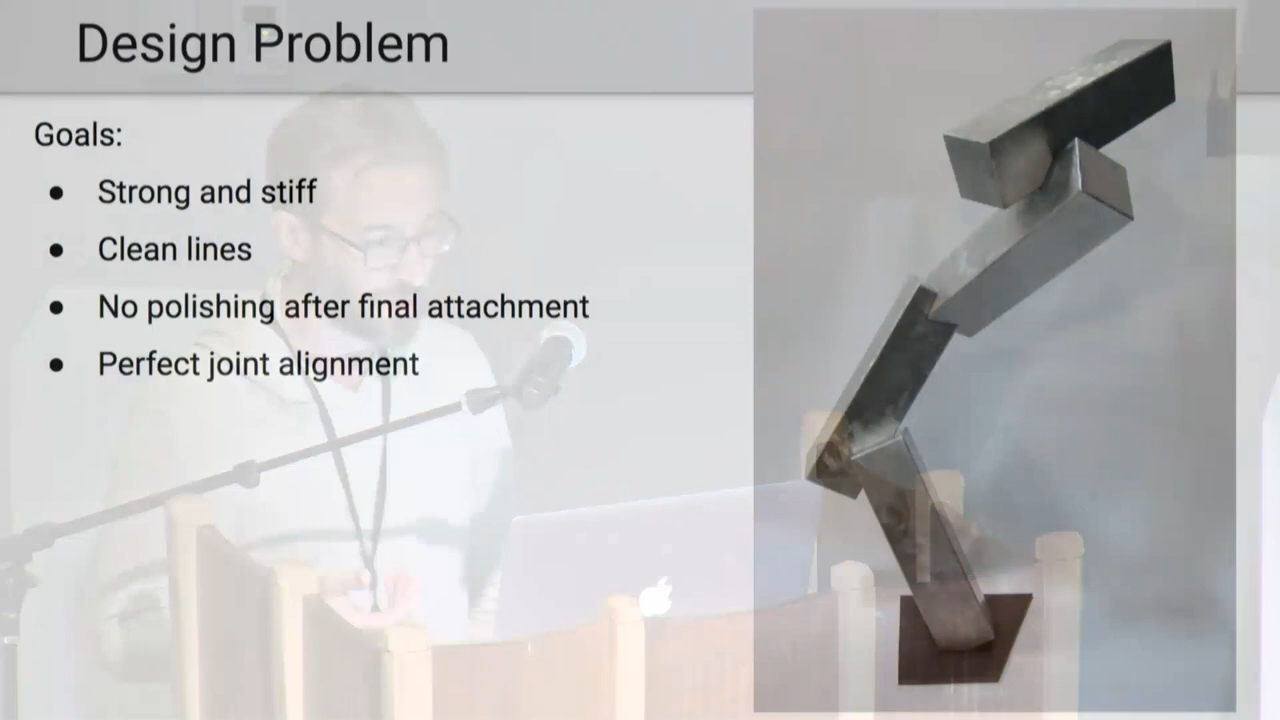 Design Problem
Goals:
● Strong and stiff
● Clean lines
● No polishing after final attachment
● Perfect joint alignment